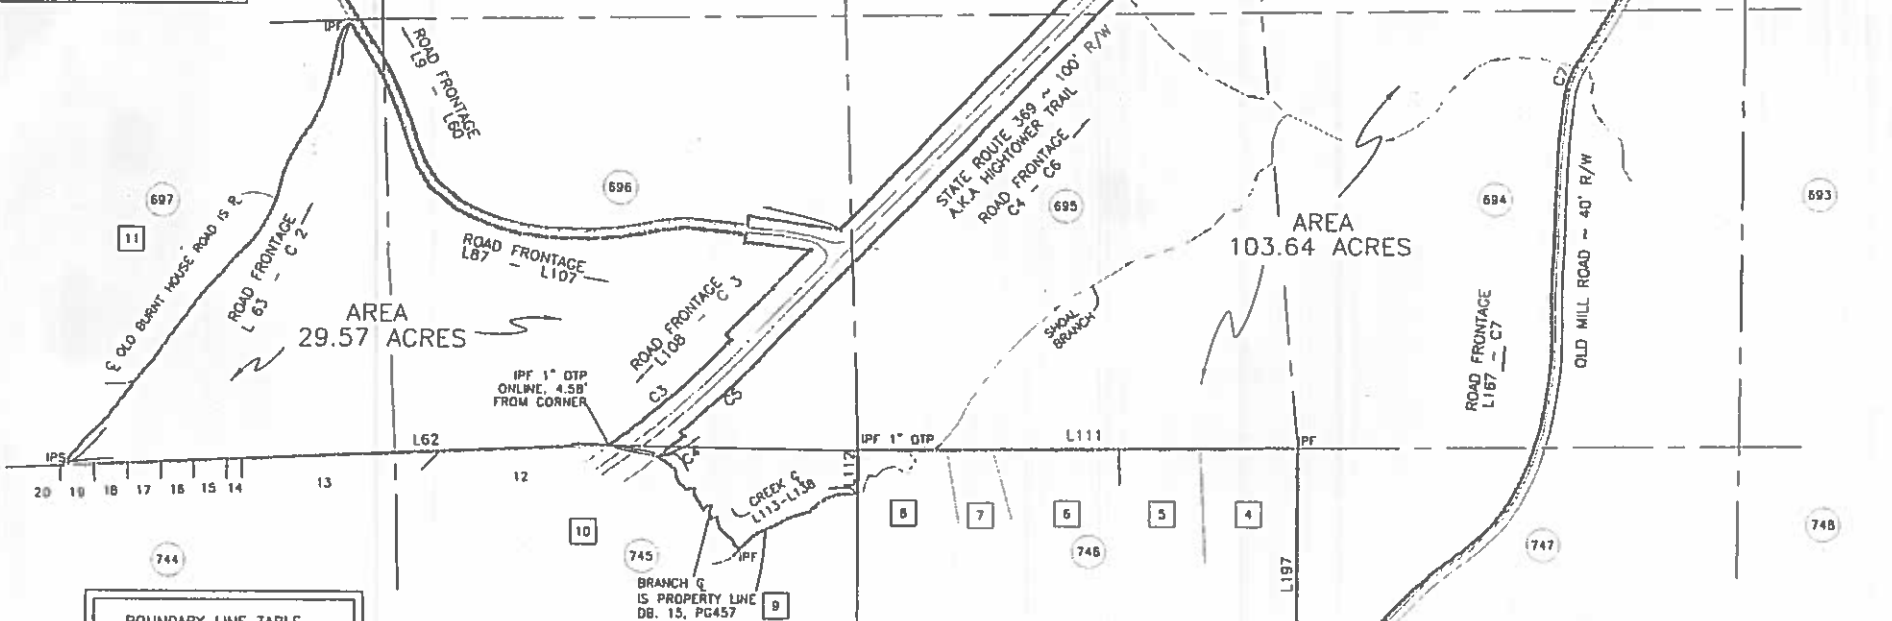 IPF
ROAD FRONTAGE
L9 - L60
697
11
OLD BURNT HOUSE ROAD IS P
ROAD FRONTAGE
L 63 - C 2
AREA
29.57 ACRES
696
ROAD FRONTAGE
L87 - L107
ROAD FRONTAGE
L108 - C 3
IPF 1" OTP
ONLINE, 4.58'
FROM CORNER
C3
C5
C4
STATE ROUTE 369 ~ 100' R/W
A.K.A HIGHTOWER TRAIL
ROAD FRONTAGE
C4 - C6
695
AREA
103.64 ACRES
SHOAL
BRANCH
C7
694
693
OLD MILL ROAD ~ 40' R/W
ROAD FRONTAGE
L167 - C7
IPS
L62
IPF 1" OTP
L111
PF
20 19 18 17 16 15 14 13 12
10
L112
CREEK ₵
L113-L138
IPF
8
7
6
5
4
744
745
746
747
748
L197
BRANCH ₵
IS PROPERTY LINE
DB. 15, PG457
9
BOUNDARY LINE TABLE